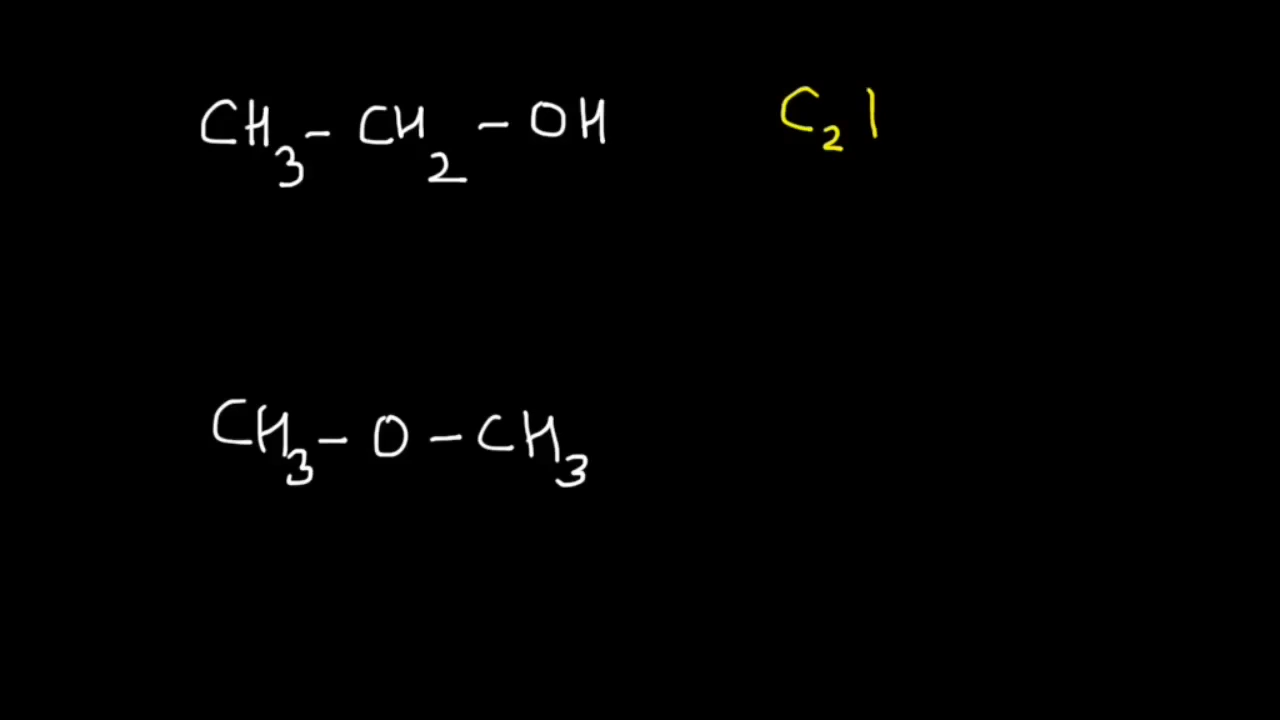 CH₃ – CH₂ – OH C₂ |
CH₃ – O – CH₃